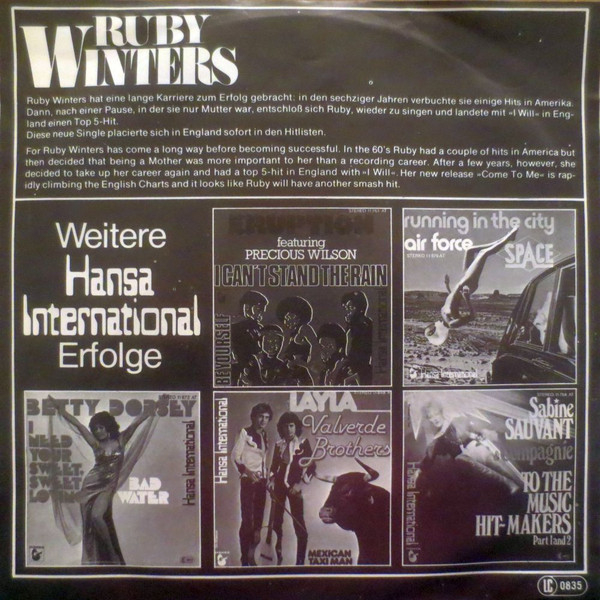 RUBY
WINTERS
Ruby Winters hat eine lange Karriere zum Erfolg gebracht: in den sechziger Jahren verbuchte sie einige Hits in Amerika.
Dann, nach einer Pause, in der sie nur Mutter war, entschloß sich Ruby, wieder zu singen und landete mit »I Will« in Eng-
land einen Top 5-Hit.
Diese neue Single placierte sich in England sofort in den Hitlisten.
For Ruby Winters has come a long way before becoming successful. In the 60's Ruby had a couple of hits in America but
then decided that being a Mother was more important to her than a recording career. After a few years, however, she
decided to take up her career again and had a top 5-hit in England with »I Will«. Her new release »Come To Me« is rap-
idly climbing the English Charts and it looks like Ruby will have another smash hit.
Weitere
Hansa
International
Erfolge
ERUPTION
featuring
PRECIOUS WILSON
I CAN'T STAND THE RAIN
BE YOURSELF
running in the city
air force
SPACE
Hansa International
BETTY DORSEY
I
NEED
YOUR
SWEET,
SWEET
LOVIN'
BAD
WATER
Hansa International
LAYLA
Valverde
Brothers
Hansa International
MEXICAN
TAXI MAN
Sabine
SAUVANT
Compagnie
TO THE
MUSIC
HIT-MAKERS
Part 1 and 2
Hansa International
LC 0835